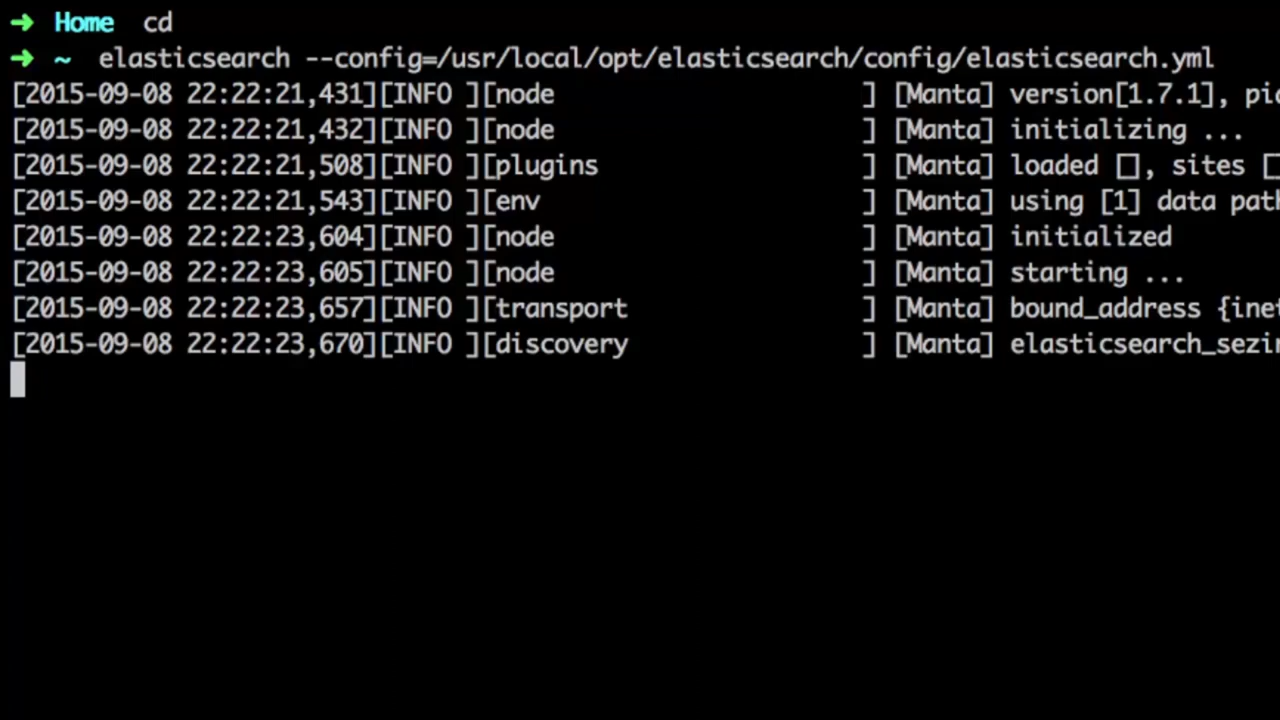 ➜ Home cd
➜ ~ elasticsearch --config=/usr/local/opt/elasticsearch/config/elasticsearch.yml
[2015-09-08 22:22:21,431][INFO ][node ] [Manta] version[1.7.1],
[2015-09-08 22:22:21,432][INFO ][node ] [Manta] initializing ...
[2015-09-08 22:22:21,508][INFO ][plugins ] [Manta] loaded [], sites [
[2015-09-08 22:22:21,543][INFO ][env ] [Manta] using [1] data
[2015-09-08 22:22:23,604][INFO ][node ] [Manta] initialized
[2015-09-08 22:22:23,605][INFO ][node ] [Manta] starting ...
[2015-09-08 22:22:23,657][INFO ][transport ] [Manta] bound_address
[2015-09-08 22:22:23,670][INFO ][discovery ] [Manta]